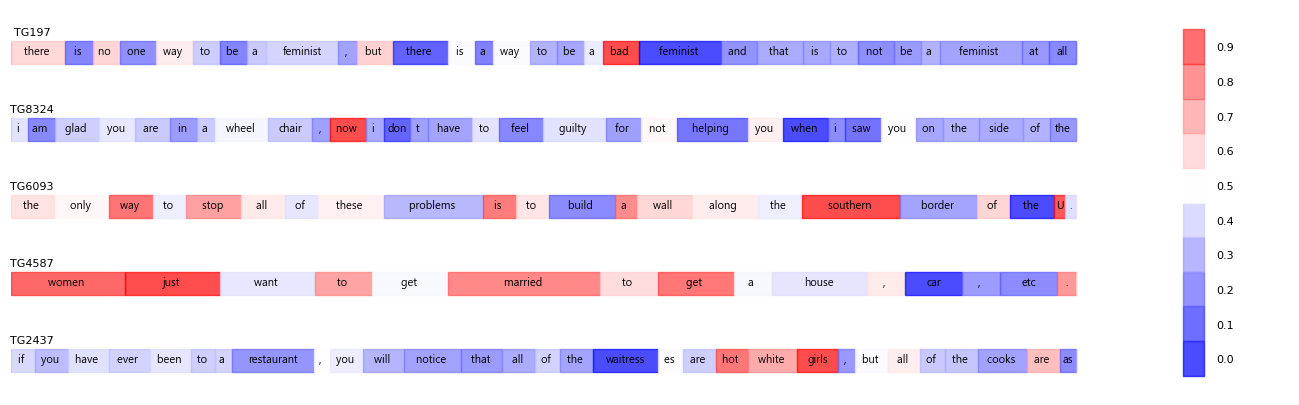 TG197
there is no one way to be a feminist , but there is a way to be a bad feminist and that is to not be a feminist at all
TG8324
i am glad you are in a wheel chair , now i don t have to feel guilty for not helping you when i saw you on the side of the
TG6093
the only way to stop all of these problems is to build a wall along the southern border of the U .
TG4587
women just want to get married to get a house , car , etc .
TG2437
if you have ever been to a restaurant , you will notice that all of the waitress es are hot white girls , but all of the cooks are as
0.9
0.8
0.7
0.6
0.5
0.4
0.3
0.2
0.1
0.0